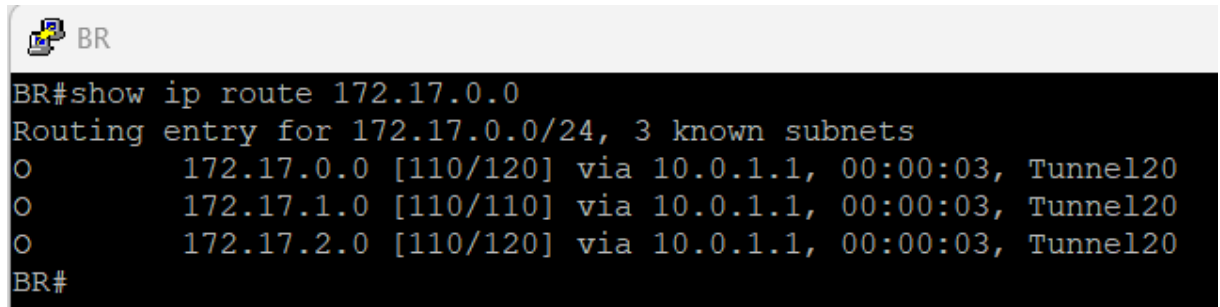 BR
BR#show ip route 172.17.0.0
Routing entry for 172.17.0.0/24, 3 known subnets
O       172.17.0.0 [110/120] via 10.0.1.1, 00:00:03, Tunnel20
O       172.17.1.0 [110/110] via 10.0.1.1, 00:00:03, Tunnel20
O       172.17.2.0 [110/120] via 10.0.1.1, 00:00:03, Tunnel20
BR#